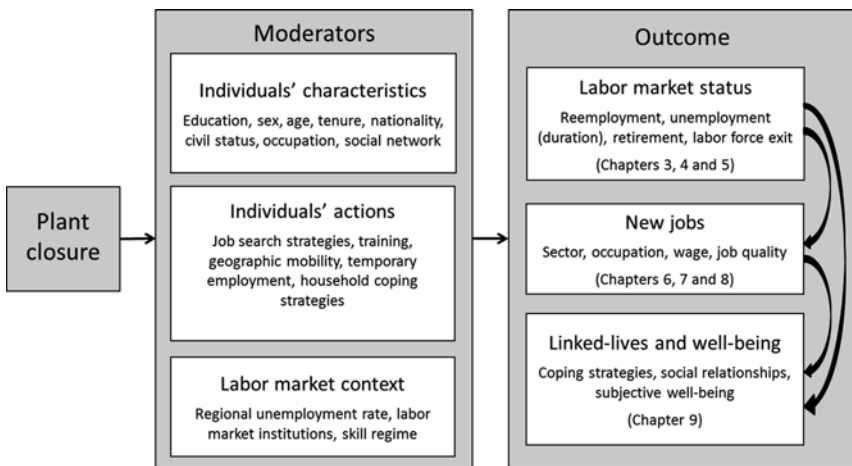 Plant
closure
Moderators
Individuals' characteristics
Education, sex, age, tenure, nationality,
civil status, occupation, social network
Individuals' actions
Job search strategies, training,
geographic mobility, temporary
employment, household coping
strategies
Labor market context
Regional unemployment rate, labor
market institutions, skill regime
Outcome
Labor market status
Reemployment, unemployment
(duration), retirement, labor force exit
(Chapters 3, 4 and 5)
New jobs
Sector, occupation, wage, job quality
(Chapters 6, 7 and 8)
Linked-lives and well-being
Coping strategies, social relationships,
subjective well-being
(Chapter 9)